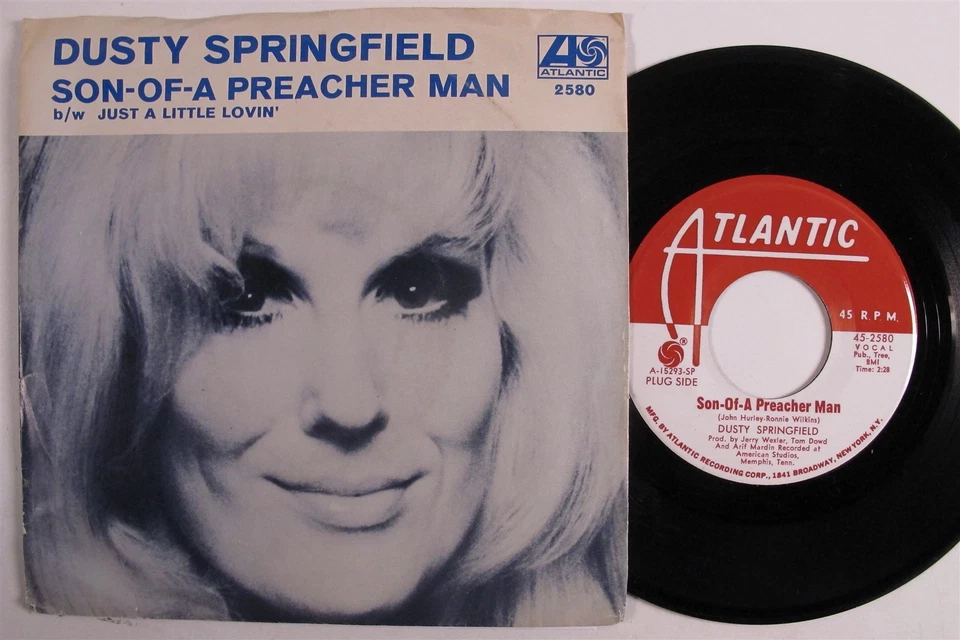 DUSTY SPRINGFIELD
SON-OF-A PREACHER MAN
b/w JUST A LITTLE LOVIN'
ATLANTIC
2580
ATLANTIC
®
45 R.P.M.
45-2580
VOCAL
Pub., Tree,
BMI
Time: 2:28
A-15293-SP
PLUG SIDE
Son-Of-A Preacher Man
(John Hurley-Ronnie Wilkins)
DUSTY SPRINGFIELD
Prod. by Jerry Wexler, Tom Dowd
And Arif Mardin Recorded at
American Studios,
Memphis, Tenn.
MFG. BY ATLANTIC RECORDING CORP., 1841 BROADWAY, NEW YORK, N.Y.